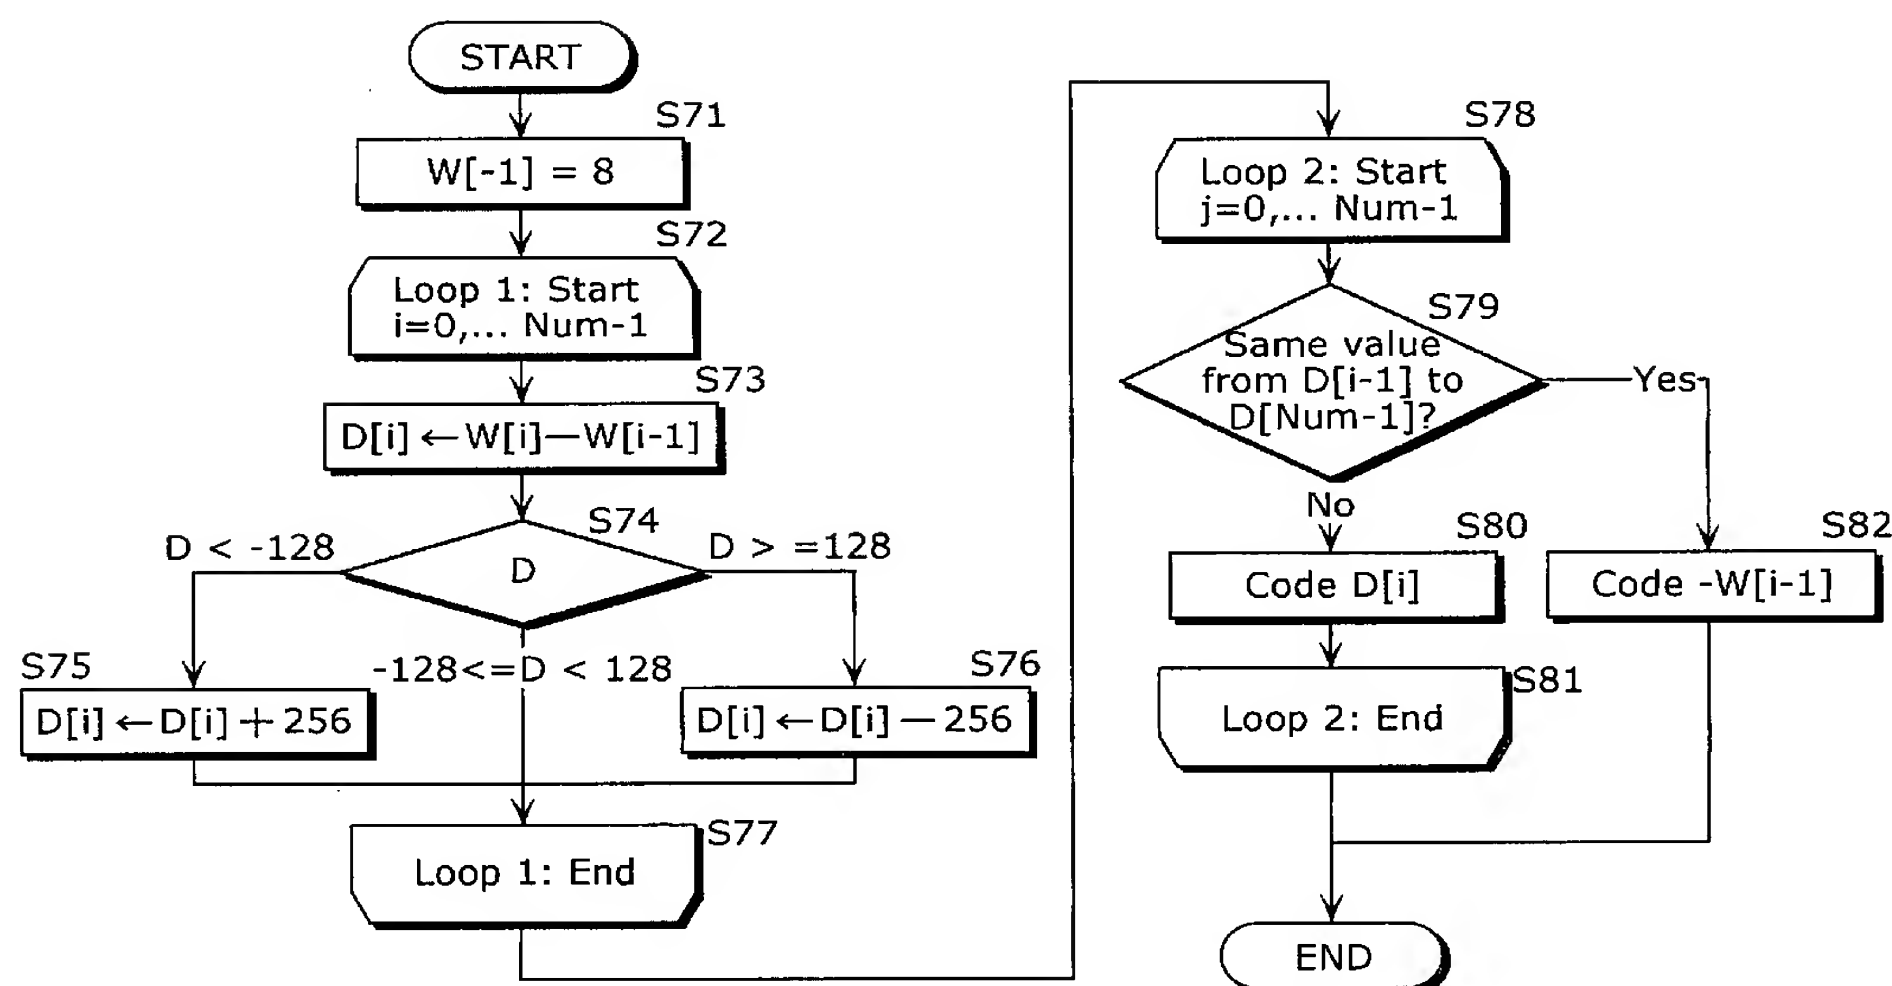 START
S71
W[-1] = 8
S72
Loop 1: Start
i=0,... Num-1
S73
D[i]←W[i]—W[i-1]
S74
D < -128
D > =128
D
-128<=D < 128
S75
D[i]←D[i]+256
S76
D[i]←D[i]—256
S77
Loop 1: End
S78
Loop 2: Start
j=0,... Num-1
S79
Same value
from D[i-1] to
D[Num-1]?
Yes
No
S80
Code D[i]
S82
Code -W[i-1]
S81
Loop 2: End
END